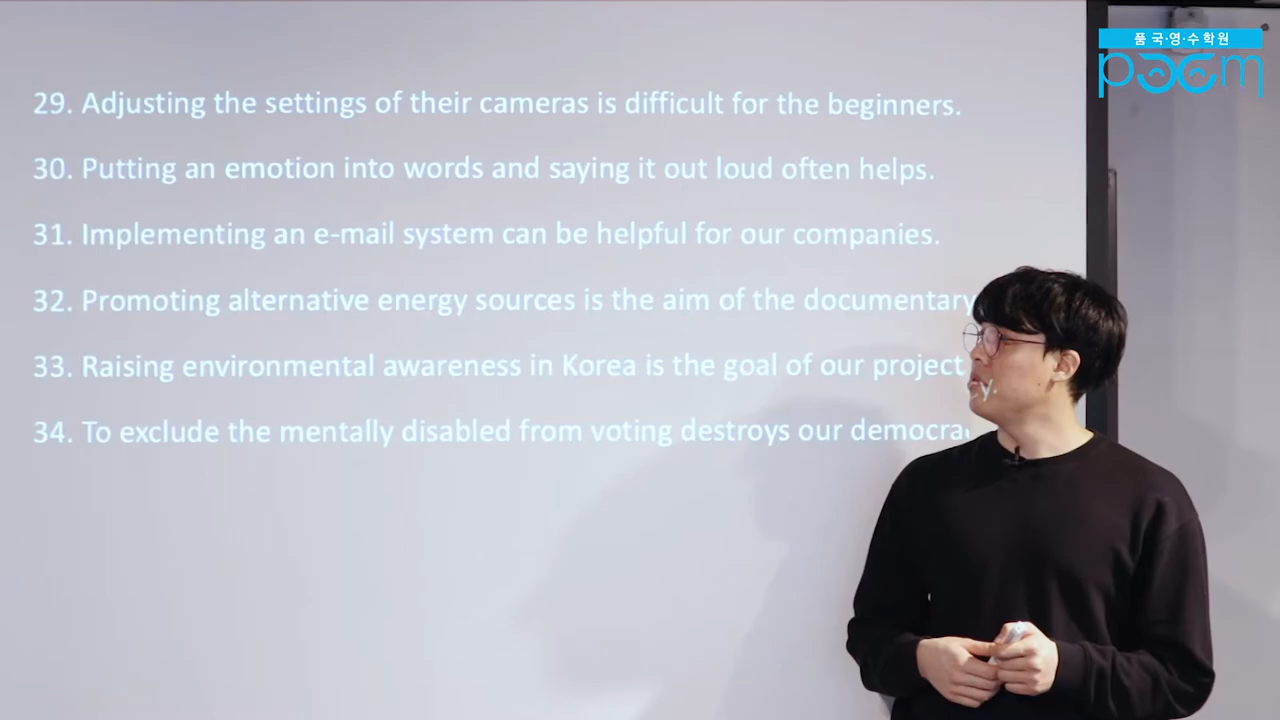 품 국·영·수 학원
poem
29. Adjusting the settings of their cameras is difficult for the beginners.
30. Putting an emotion into words and saying it out loud often helps.
31. Implementing an e-mail system can be helpful for our companies.
32. Promoting alternative energy sources is the aim of the documentary
33. Raising environmental awareness in Korea is the goal of our project
34. To exclude the mentally disabled from voting destroys our democra
y.